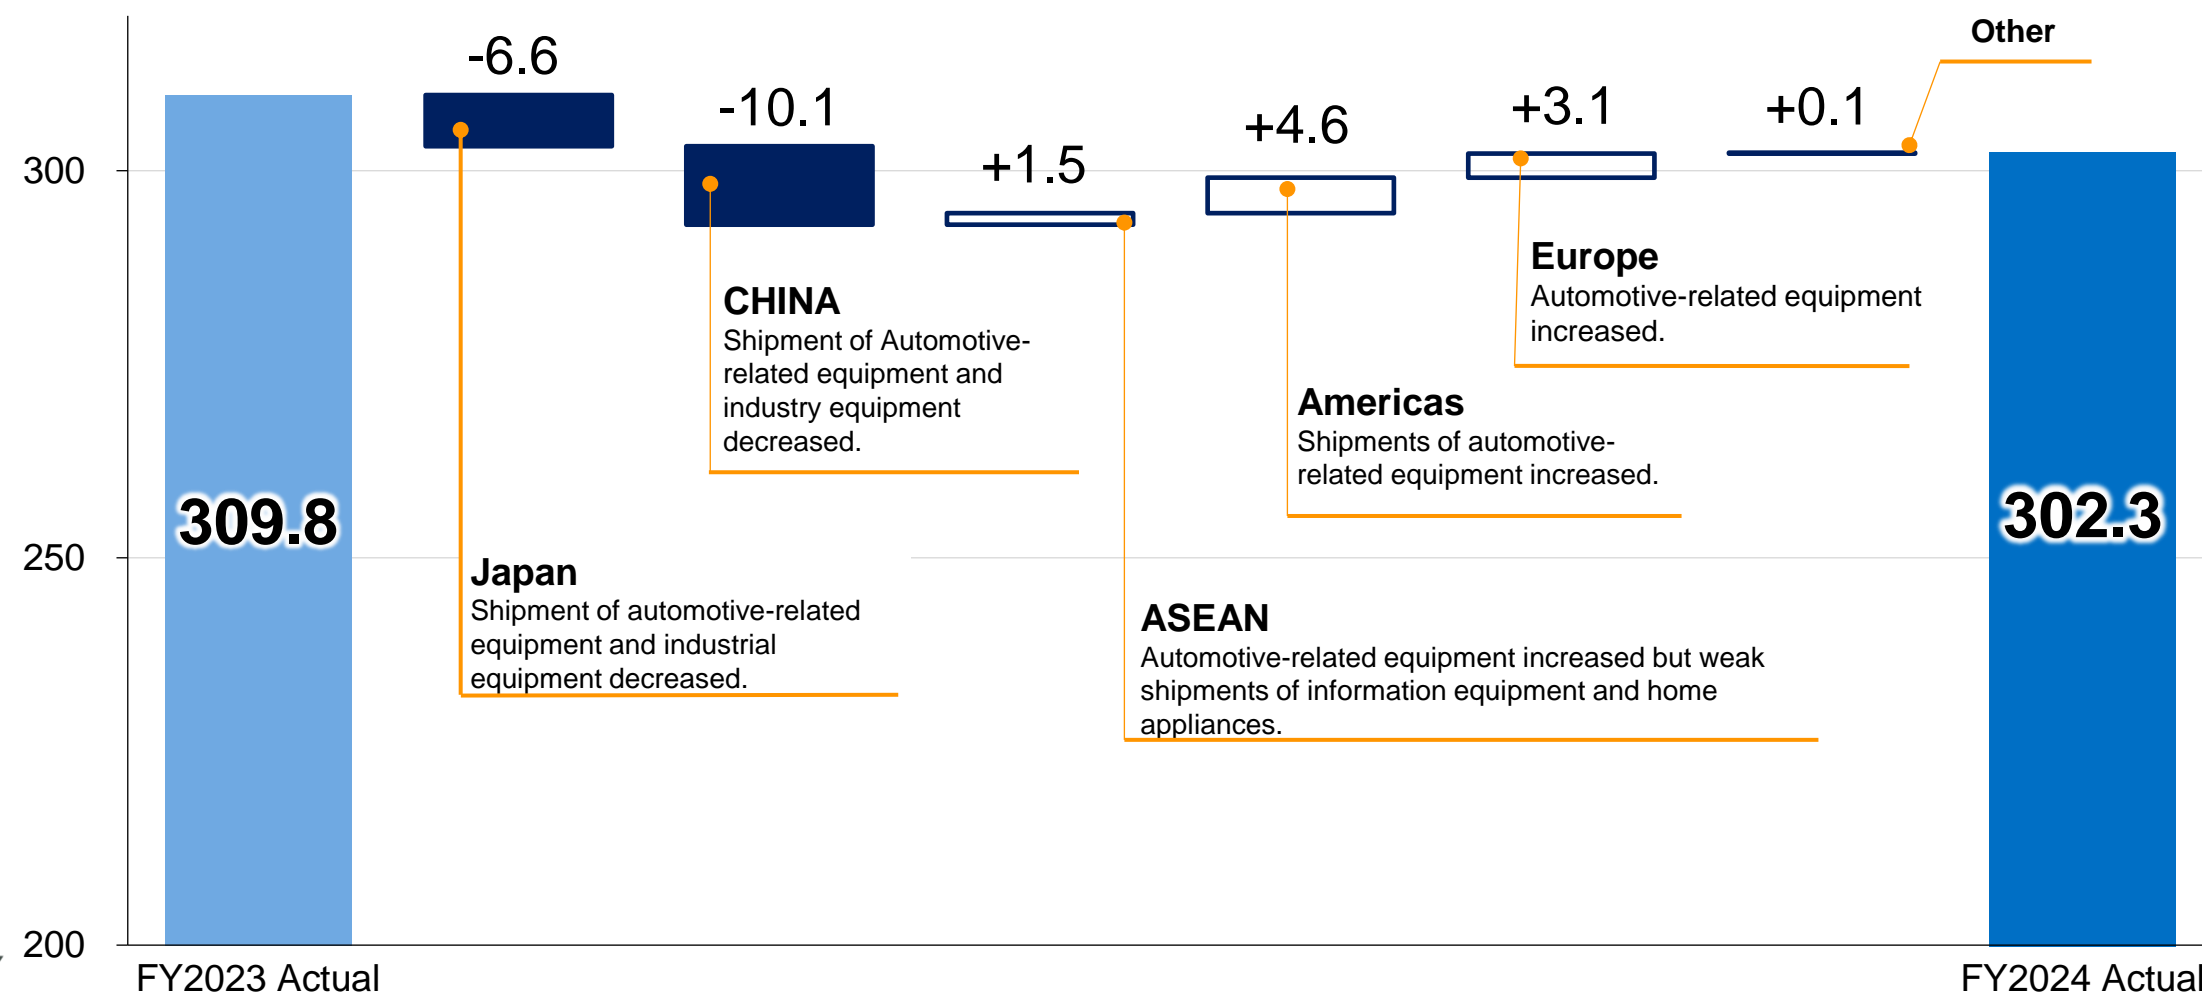 Other
-6.6
-10.1
+1.5
+4.6
+3.1
+0.1
300
250
200
309.8
302.3
CHINA
Shipment of Automotive-
related equipment and
industry equipment
decreased.
Europe
Automotive-related equipment
increased.
Americas
Shipments of automotive-
related equipment increased.
Japan
Shipment of automotive-related
equipment and industrial
equipment decreased.
ASEAN
Automotive-related equipment increased but weak
shipments of information equipment and home
appliances.
FY2023 Actual
FY2024 Actual